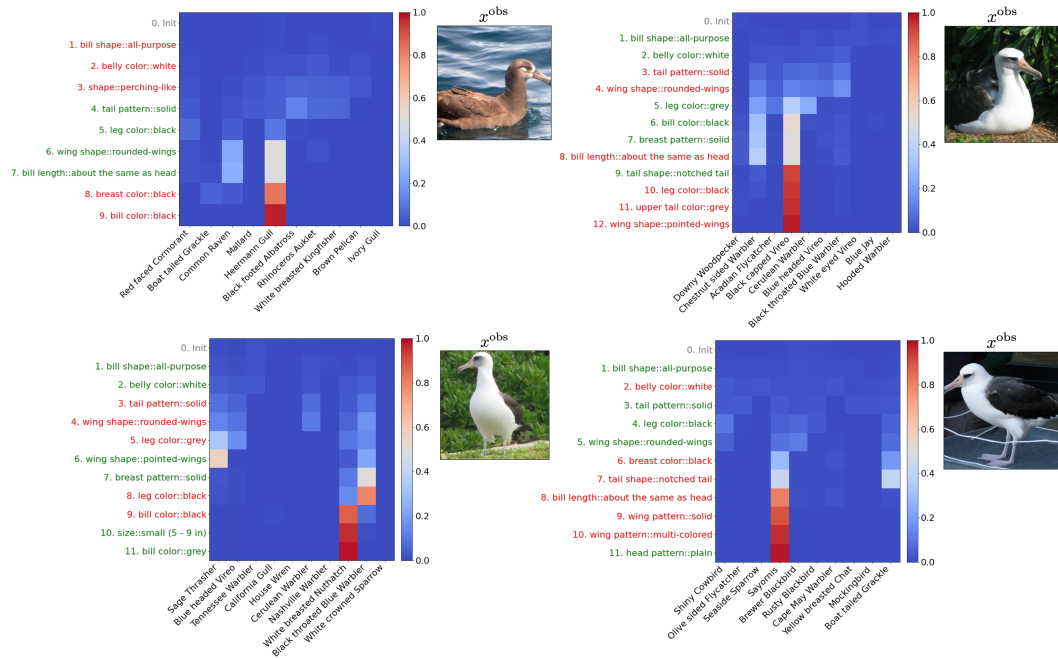 0. Init
1. bill shape::all-purpose
2. belly color::white
3. shape::perching-like
4. tail pattern::solid
5. leg color::black
6. wing shape::rounded-wings
7. bill length::about the same as head
8. breast color::black
9. bill color::black
Red faced Cormorant
Boat tailed Grackle
Common Raven
Mallard
Heermann Gull
Black footed Albatross
Rhinoceros Auklet
White breasted Kingfisher
Brown Pelican
Ivory Gull
1.0
0.8
0.6
0.4
0.2
0.0
x^obs
0. Init
1. bill shape::all-purpose
2. belly color::white
3. tail pattern::solid
4. wing shape::rounded-wings
5. leg color::grey
6. bill color::black
7. breast pattern::solid
8. bill length::about the same as head
9. tail shape::notched tail
10. leg color::black
11. upper tail color::grey
12. wing shape::pointed-wings
Downy Woodpecker
Chestnut sided Warbler
Acadian Flycatcher
Black capped Vireo
Cerulean Warbler
Blue headed Vireo
Black throated Blue Warbler
White eyed Vireo
Blue Jay
Hooded Warbler
1.0
0.8
0.6
0.4
0.2
0.0
x^obs
0. Init
1. bill shape::all-purpose
2. belly color::white
3. tail pattern::solid
4. wing shape::rounded-wings
5. leg color::grey
6. wing shape::pointed-wings
7. breast pattern::solid
8. leg color::black
9. bill color::black
10. size::small (5 - 9 in)
11. bill color::grey
Sage Thrasher
Blue headed Vireo
Tennessee Warbler
California Gull
House Wren
Cerulean Warbler
Nashville Warbler
White breasted Nuthatch
Black throated Blue Warbler
White crowned Sparrow
1.0
0.8
0.6
0.4
0.2
0.0
x^obs
0. Init
1. bill shape::all-purpose
2. belly color::white
3. tail pattern::solid
4. leg color::black
5. wing shape::rounded-wings
6. breast color::black
7. tail shape::notched tail
8. bill length::about the same as head
9. wing pattern::solid
10. wing pattern::multi-colored
11. head pattern::plain
Shiny Cowbird
Olive sided Flycatcher
Seaside Sparrow
Sayornis
Brewer Blackbird
Rusty Blackbird
Cape May Warbler
Yellow breasted Chat
Mockingbird
Boat tailed Grackle
1.0
0.8
0.6
0.4
0.2
0.0
x^obs